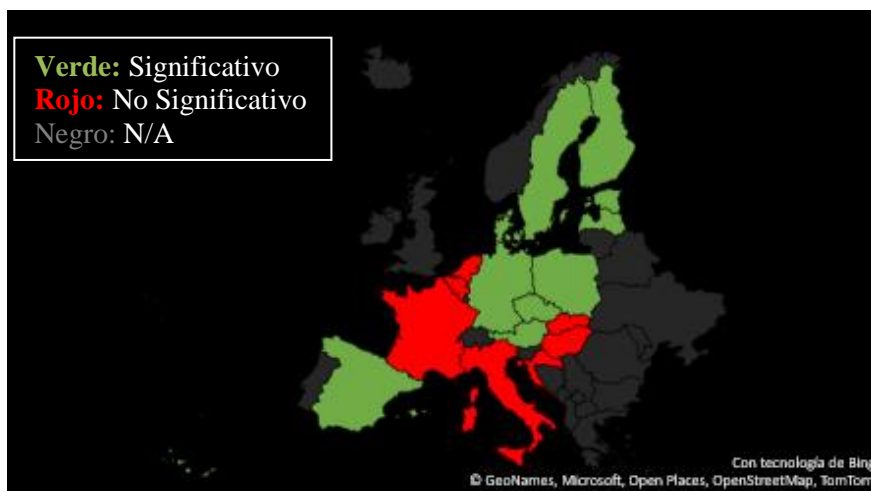 Verde: Significativo
Rojo: No Significativo
Negro: N/A
Con tecnología de Bing
© GeoNames, Microsoft, Open Places, OpenStreetMap, TomTom